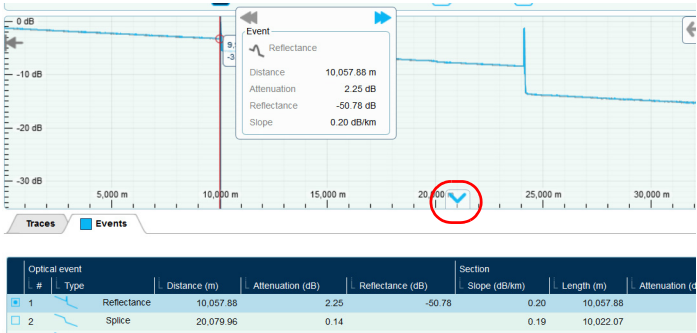 0 dB
Event
Reflectance
Distance 10,057.88 m
Attenuation 2.25 dB
Reflectance -50.78 dB
Slope 0.20 dB/km
-10 dB
-20 dB
-30 dB
5,000 m 10,000 m 15,000 m 25,000 m 30,000 m
Traces Events
Optical event Section
# Type Distance (m) Attenuation (dB) Reflectance (dB) Slope (dB/km) Length (m) Attenuation
1 Reflectance 10,057.88 2.25 -50.78 0.20 10,057.88
2 Splice 20,079.96 0.14 0.19 10,022.07